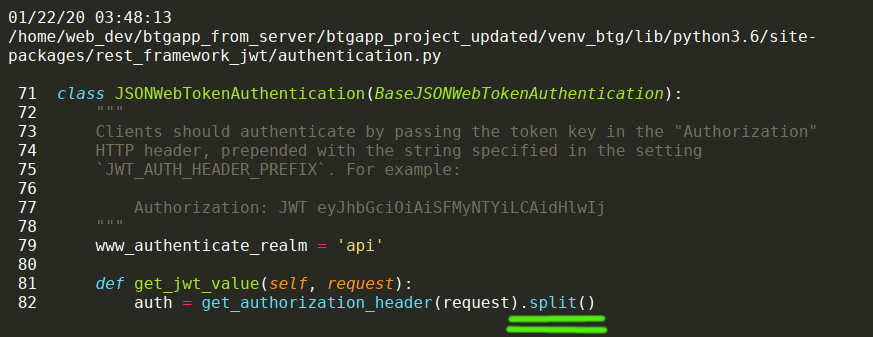 01/22/20 03:48:13
/home/web_dev/btgapp_from_server/btgapp_project_updated/venv_btg/lib/python3.6/site-
packages/rest_framework_jwt/authentication.py
71 class JSONWebTokenAuthentication(BaseJSONWebTokenAuthentication):
72     """
73     Clients should authenticate by passing the token key in the "Authorization"
74     HTTP header, prepended with the string specified in the setting
75     `JWT_AUTH_HEADER_PREFIX`. For example:
76
77         Authorization: JWT eyJhbGciOiAiSFMyNTYiLCAidHlwIj
78     """
79     www_authenticate_realm = 'api'
80
81     def get_jwt_value(self, request):
82         auth = get_authorization_header(request).split()